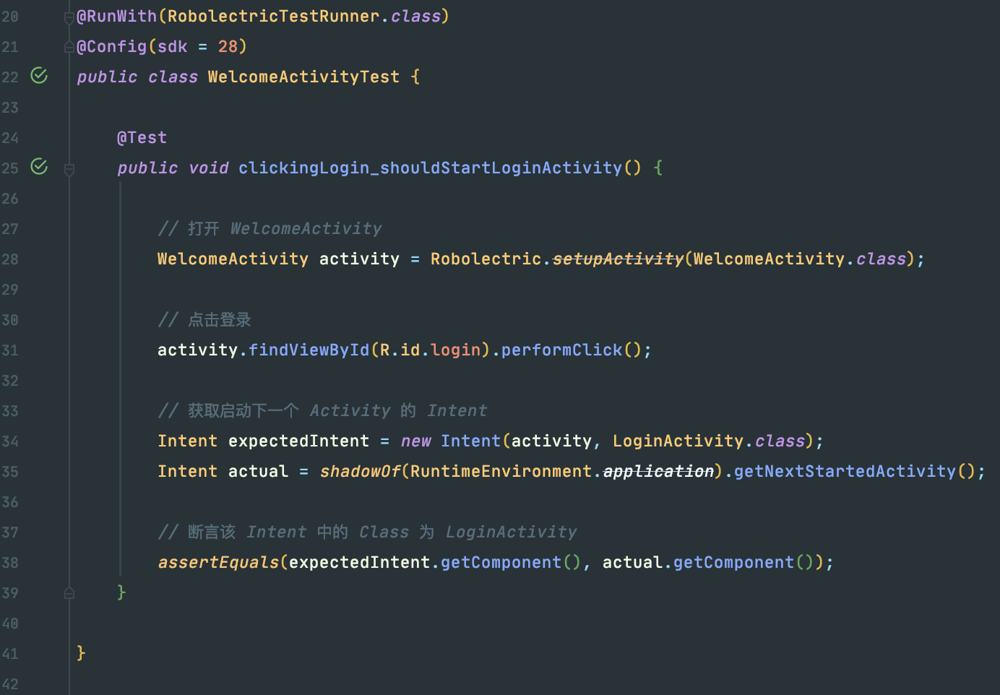 20 @RunWith(RobolectricTestRunner.class)
21 @Config(sdk = 28)
22 public class WelcomeActivityTest {
23
24 @Test
25 public void clickingLogin_shouldStartLoginActivity() {
26
27 // 打开 WelcomeActivity
28 WelcomeActivity activity = Robolectric.setupActivity(WelcomeActivity.class);
29
30 // 点击登录
31 activity.findViewById(R.id.login).performClick();
32
33 // 获取启动下一个 Activity 的 Intent
34 Intent expectedIntent = new Intent(activity, LoginActivity.class);
35 Intent actual = shadowOf(RuntimeEnvironment.application).getNextStartedActivity();
36
37 // 断言该 Intent 中的 Class 为 LoginActivity
38 assertEquals(expectedIntent.getComponent(), actual.getComponent());
39 }
40
41 }
42